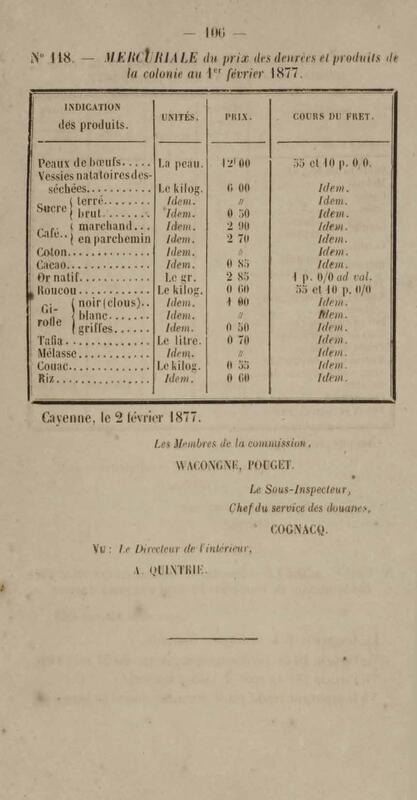 — 106 —
N° 118. — MERCURIALE du prix des denrées et produits de
la colonie au 1er février 1877.
INDICATION des produits. UNITÉS. PRIX. COURS DU FRET.
Peaux de bœufs..... La peau. 12f 00 55 et 10 p. 0/0.
Vessies natatoires des-
séchées........... Le kilog. 6 00 Idem.
Sucre { terré....... Idem. // Idem.
brut........ Idem. 0 50 Idem.
Café.. { marchand... Idem. 2 90 Idem.
en parchemin Idem. 2 70 Idem.
Coton............. Idem. // Idem.
Cacao............. Idem. 0 85 Idem.
Or natif........... Le gr. 2 85 1 p. 0/0 ad val.
Roucou............ Le kilog. 0 60 55 et 10 p. 0/0
Gi-rofle { noir (clous).. Idem. 1 00 Idem.
blanc....... Idem. // Idem.
griffes...... Idem. 0 50 Idem.
Tafia.............. Le litre. 0 70 Idem.
Mélasse............ Idem. // Idem.
Couac............. Le kilog. 0 55 Idem.
Riz............... Idem. 0 60 Idem.
Cayenne, le 2 février 1877.
Les Membres de la commission,
WACONGNE, POUGET.
Le Sous-Inspecteur,
Chef du service des douanes,
COGNACQ.
Vu : Le Directeur de l'intérieur,
A. QUINTRIE.